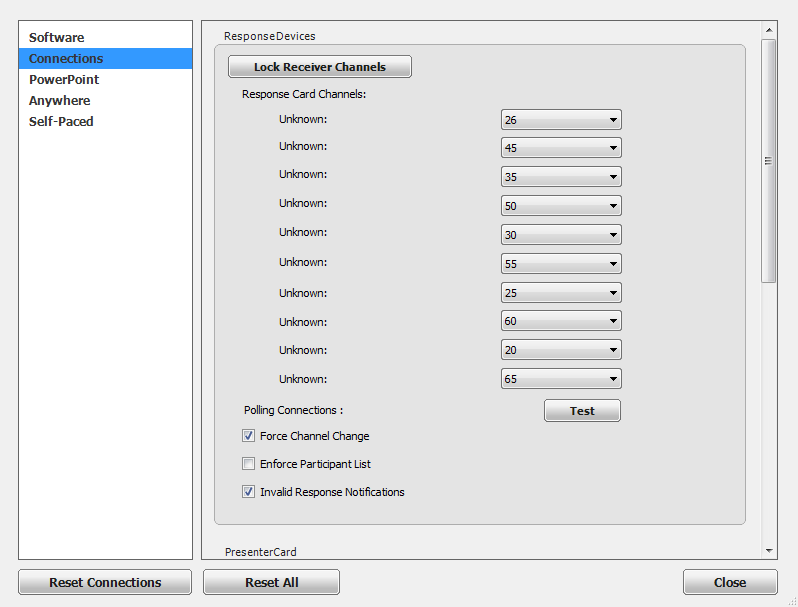 Software
Connections
PowerPoint
Anywhere
Self-Paced
ResponseDevices
Lock Receiver Channels
Response Card Channels:
Unknown: 26
Unknown: 45
Unknown: 35
Unknown: 50
Unknown: 30
Unknown: 55
Unknown: 25
Unknown: 60
Unknown: 20
Unknown: 65
Polling Connections : Test
Force Channel Change
Enforce Participant List
Invalid Response Notifications
PresenterCard
Reset Connections Reset All Close